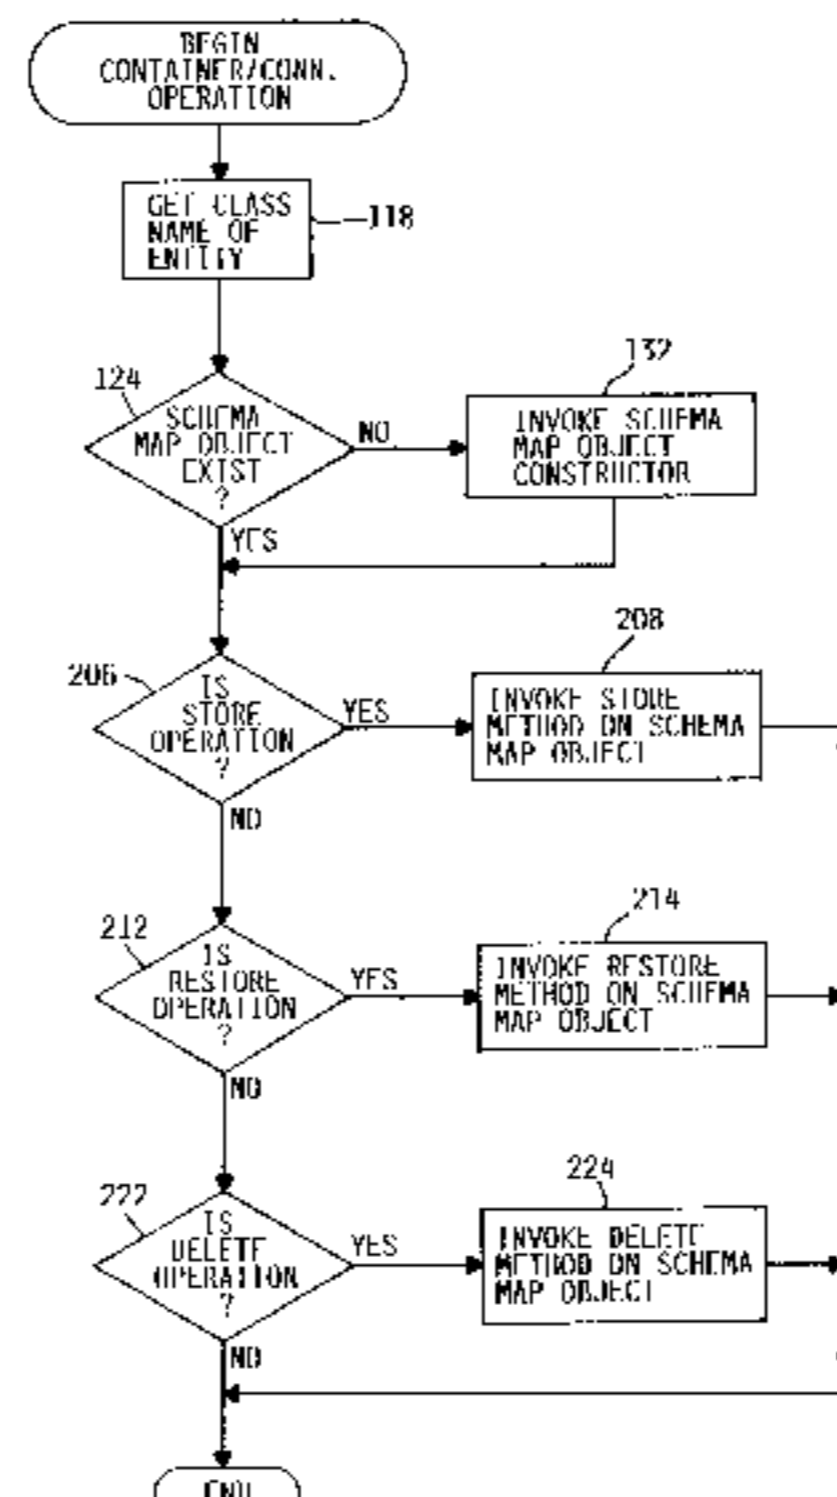 BEGIN
CONTAINER/CONN.
OPERATION
GET CLASS
NAME OF
ENTITY
118
124
SCHEMA
MAP OBJECT
EXIST
?
NO
YES
132
INVOKE SCHEMA
MAP OBJECT
CONSTRUCTOR
206
IS
STORE
OPERATION
?
YES
NO
208
INVOKE STORE
METHOD ON SCHEMA
MAP OBJECT
212
IS
RESTORE
OPERATION
?
YES
NO
214
INVOKE RESTORE
METHOD ON SCHEMA
MAP OBJECT
222
IS
DELETE
OPERATION
?
YES
NO
224
INVOKE DELETE
METHOD ON SCHEMA
MAP OBJECT
END